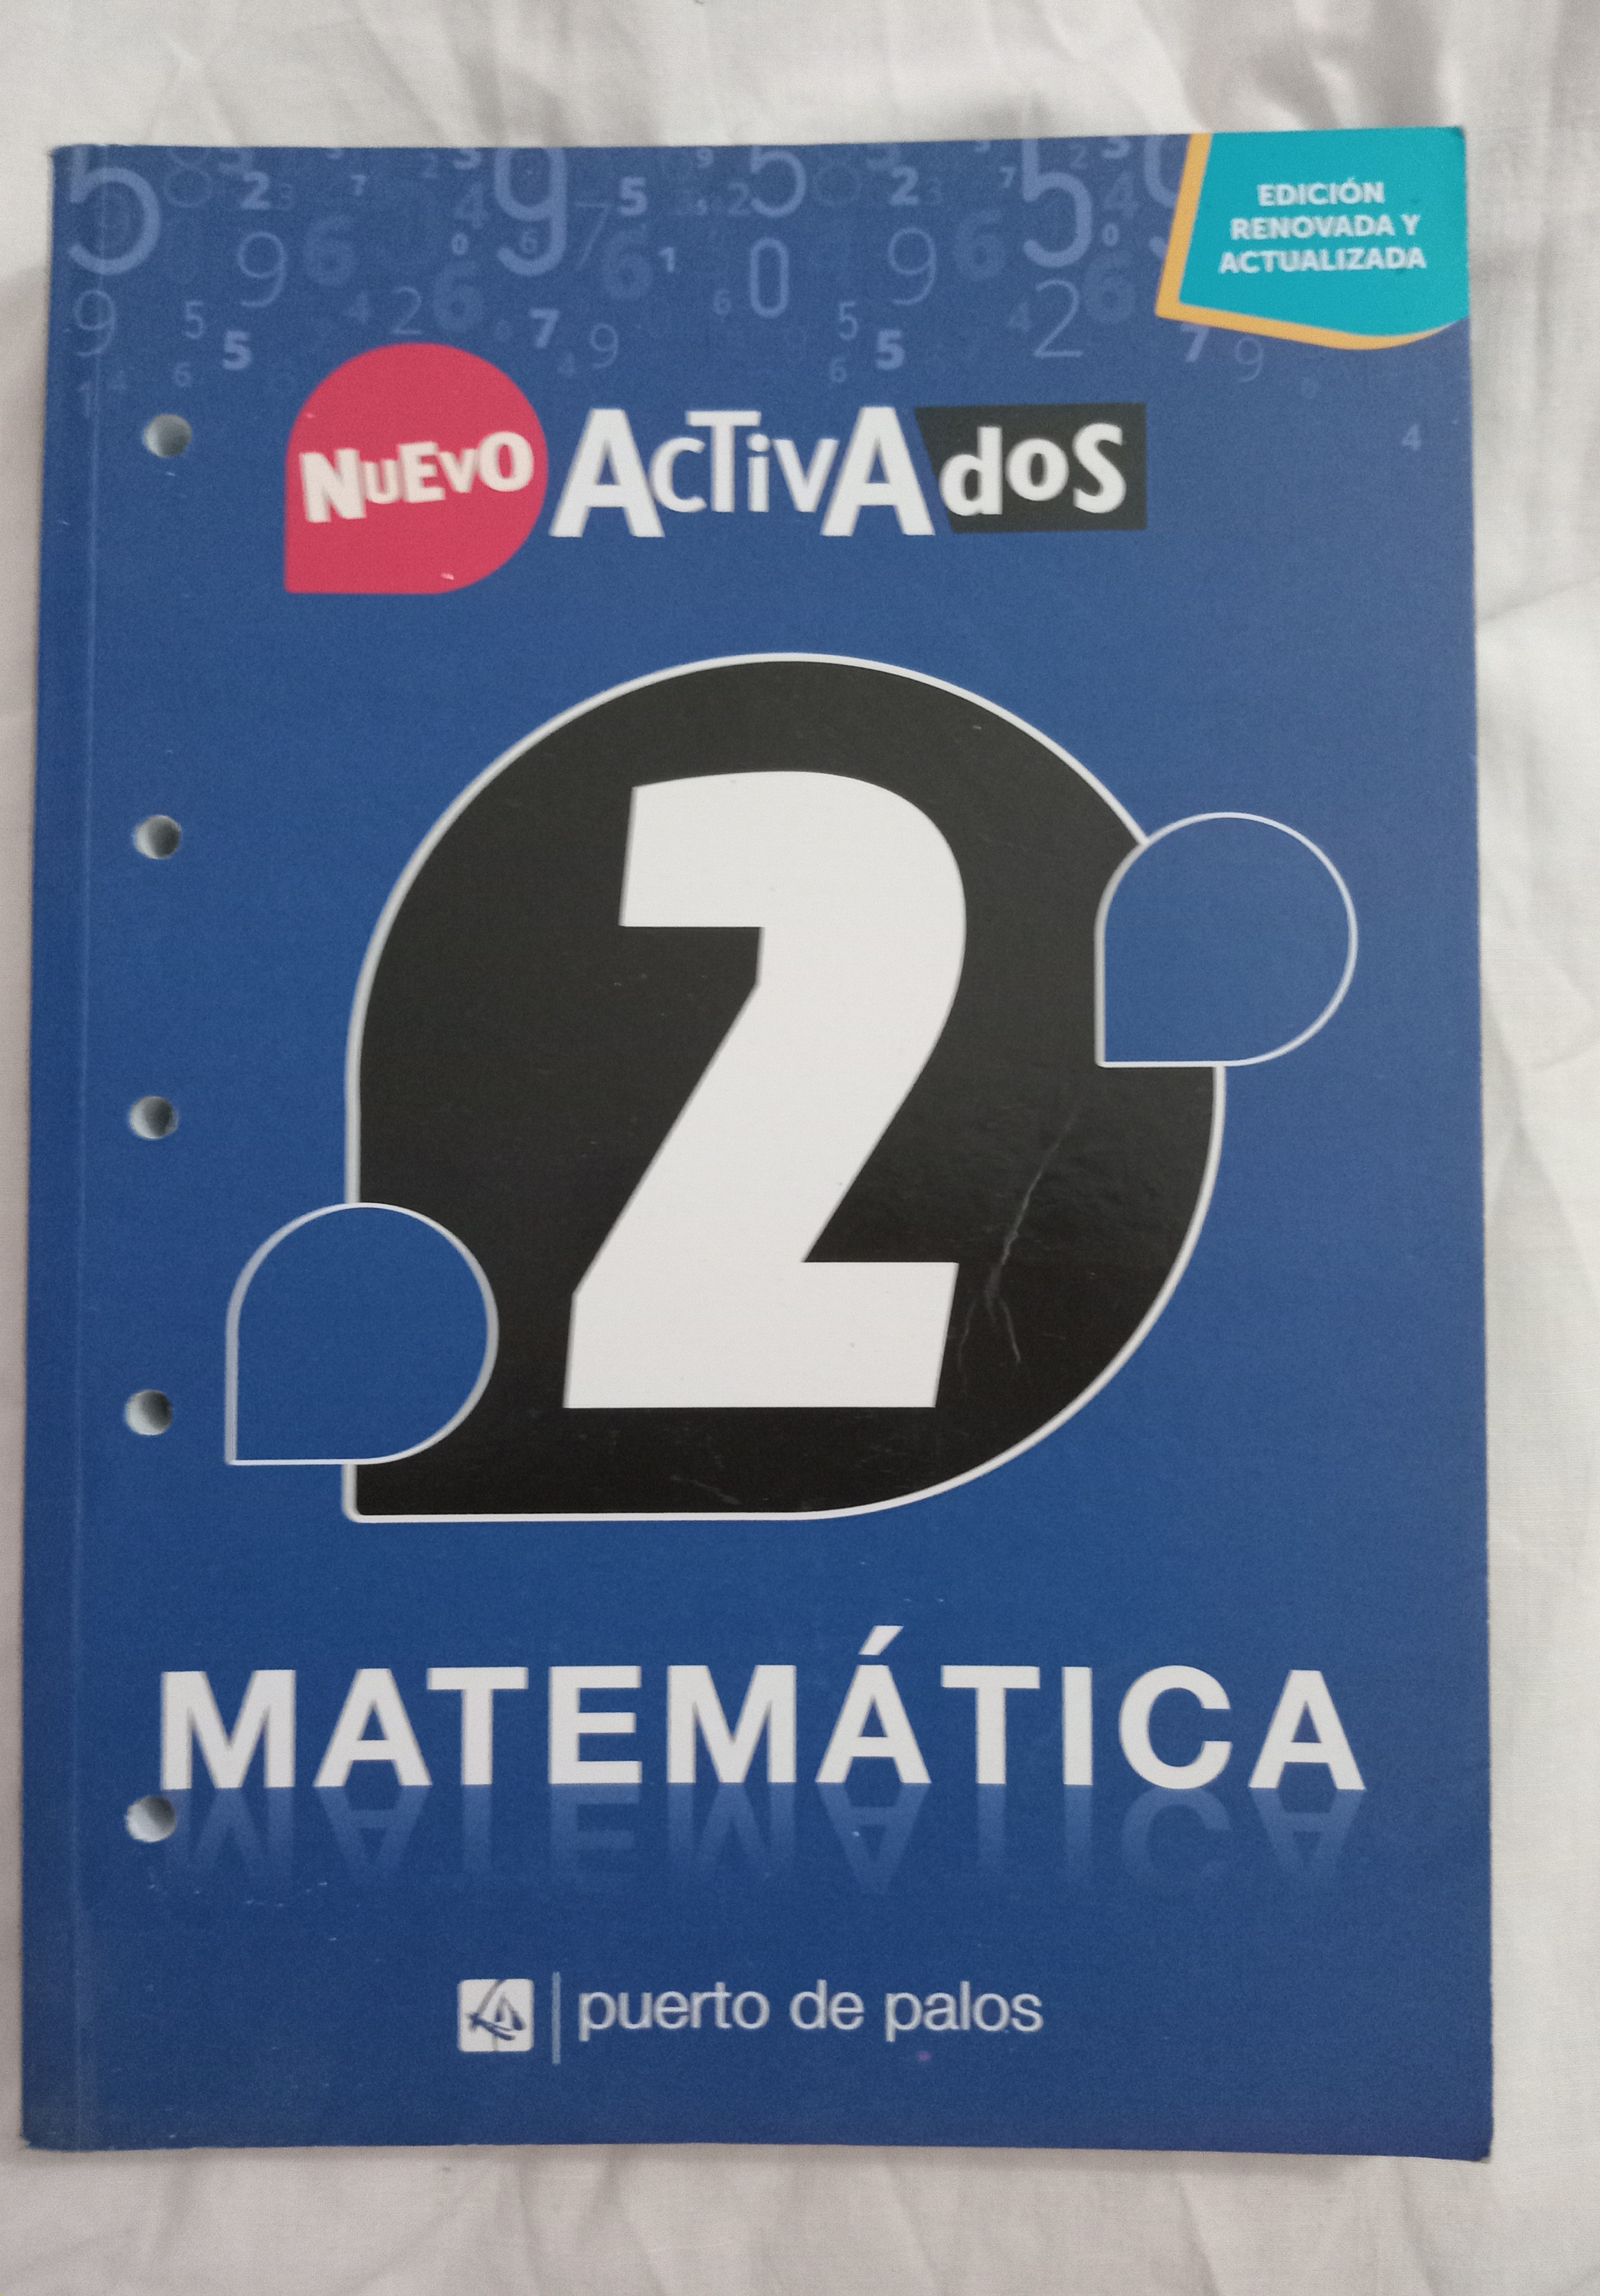 EDICIÓN
RENOVADA Y
ACTUALIZADA
NUEVO ACTIVADOS
2
MATEMÁTICA
puerto de palos